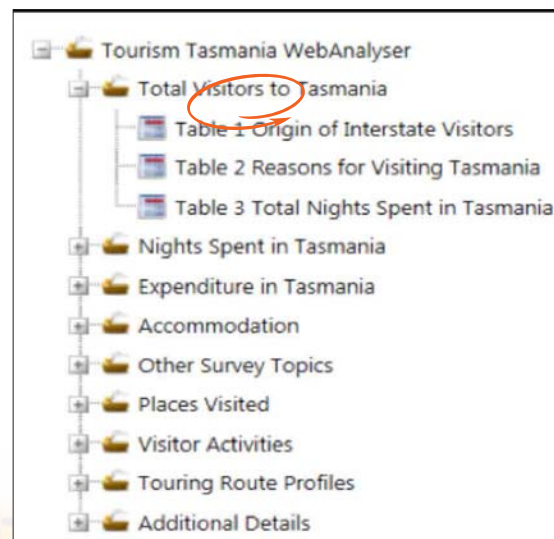 Tourism Tasmania WebAnalyser
Total Visitors to Tasmania
Table 1 Origin of Interstate Visitors
Table 2 Reasons for Visiting Tasmania
Table 3 Total Nights Spent in Tasmania
Nights Spent in Tasmania
Expenditure in Tasmania
Accommodation
Other Survey Topics
Places Visited
Visitor Activities
Touring Route Profiles
Additional Details